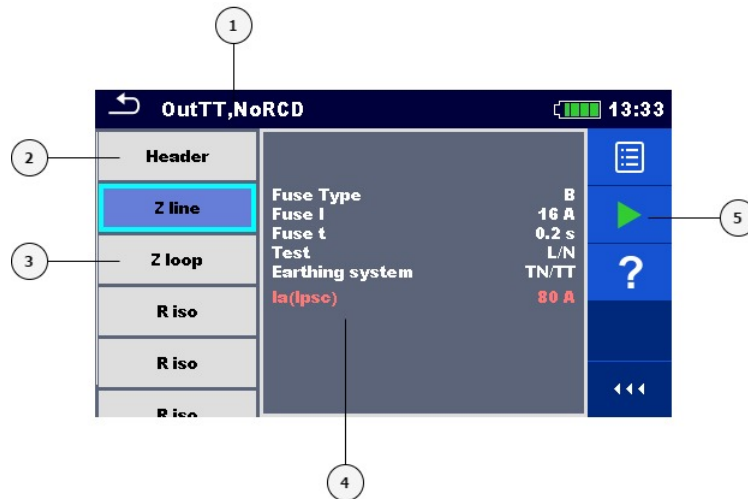 1
OutTT,NoRCD 13:33
2
Header
Z line
3
Z loop
R iso
R iso
R iso
Fuse Type B
Fuse I 16 A
Fuse t 0.2 s
Test L/N
Earthing system TN/TT
Ia(Ipsc) 80 A
?
5
4